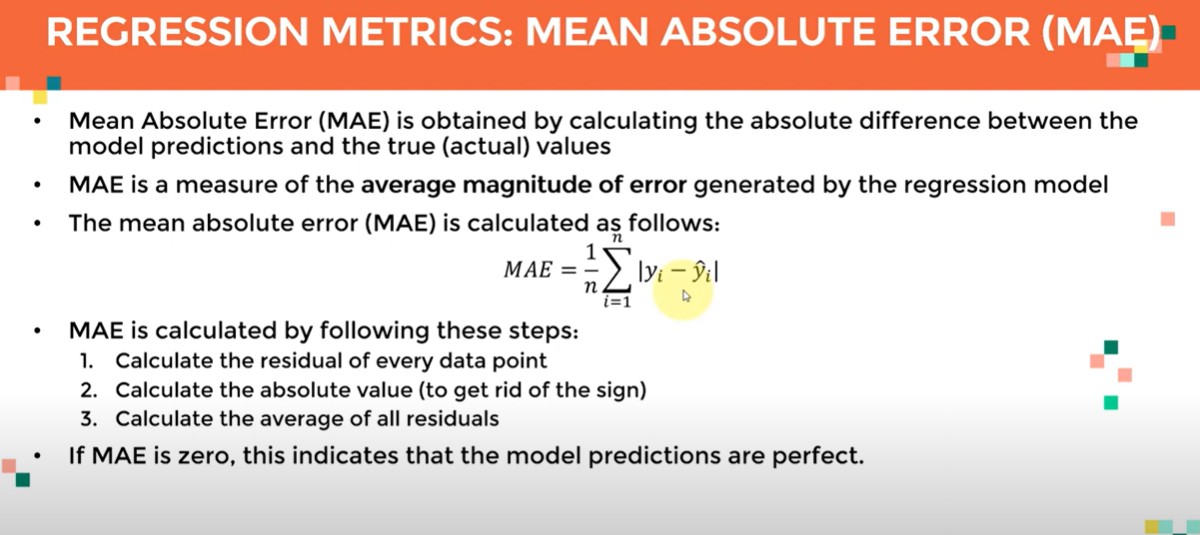 REGRESSION METRICS: MEAN ABSOLUTE ERROR (MAE)
• Mean Absolute Error (MAE) is obtained by calculating the absolute difference between the
model predictions and the true (actual) values
• MAE is a measure of the average magnitude of error generated by the regression model
• The mean absolute error (MAE) is calculated as follows:
MAE = \frac{1}{n} \sum_{i=1}^{n} |y_i - ŷ_i|
• MAE is calculated by following these steps:
1. Calculate the residual of every data point
2. Calculate the absolute value (to get rid of the sign)
3. Calculate the average of all residuals
• If MAE is zero, this indicates that the model predictions are perfect.